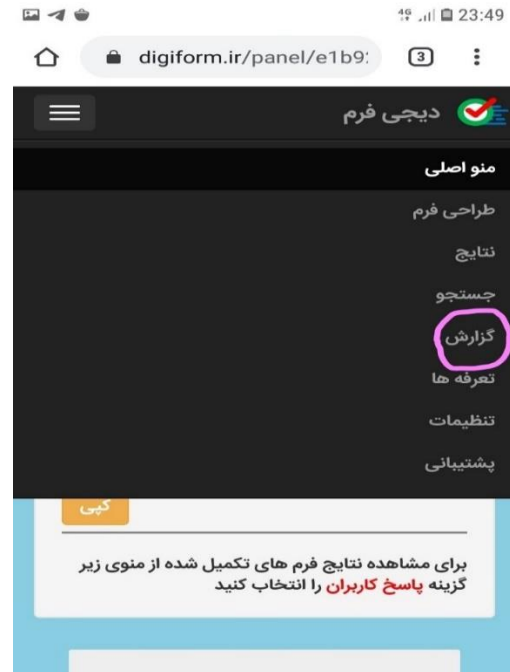 4G 23:49
digiform.ir/panel/e1b9 3
دیجی فرم
منو اصلی
طراحی فرم
نتایج
جستجو
گزارش
تعرفه ها
تنظیمات
پشتیبانی
کپی
برای مشاهده نتایج فرم های تکمیل شده از منوی زیر
گزینه پاسخ کاربران را انتخاب کنید